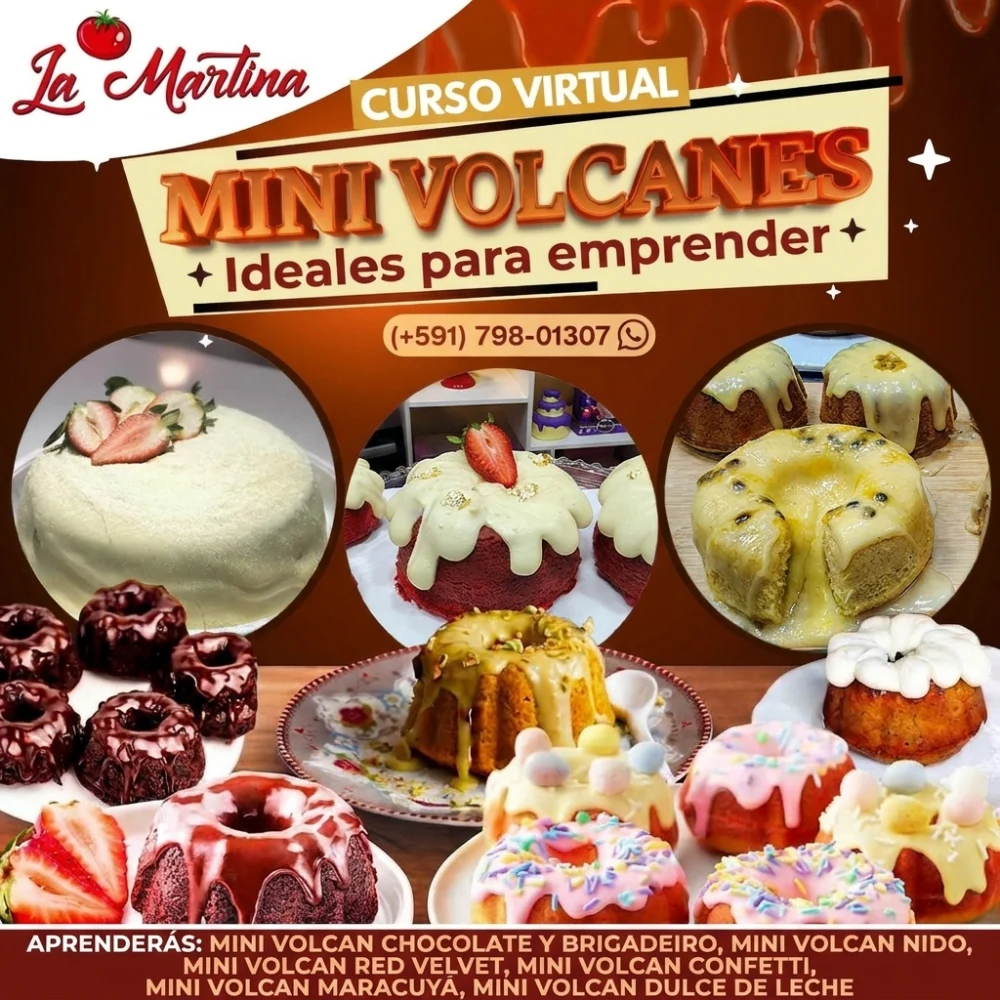 La Martina
CURSO VIRTUAL
MINI VOLCANES
Ideales para emprender
(+591) 798-01307
APRENDERÁS: MINI VOLCAN CHOCOLATE Y BRIGADEIRO, MINI VOLCAN NIDO,
MINI VOLCAN RED VELVET, MINI VOLCAN CONFETTI,
MINI VOLCAN MARACUYÁ, MINI VOLCAN DULCE DE LECHE